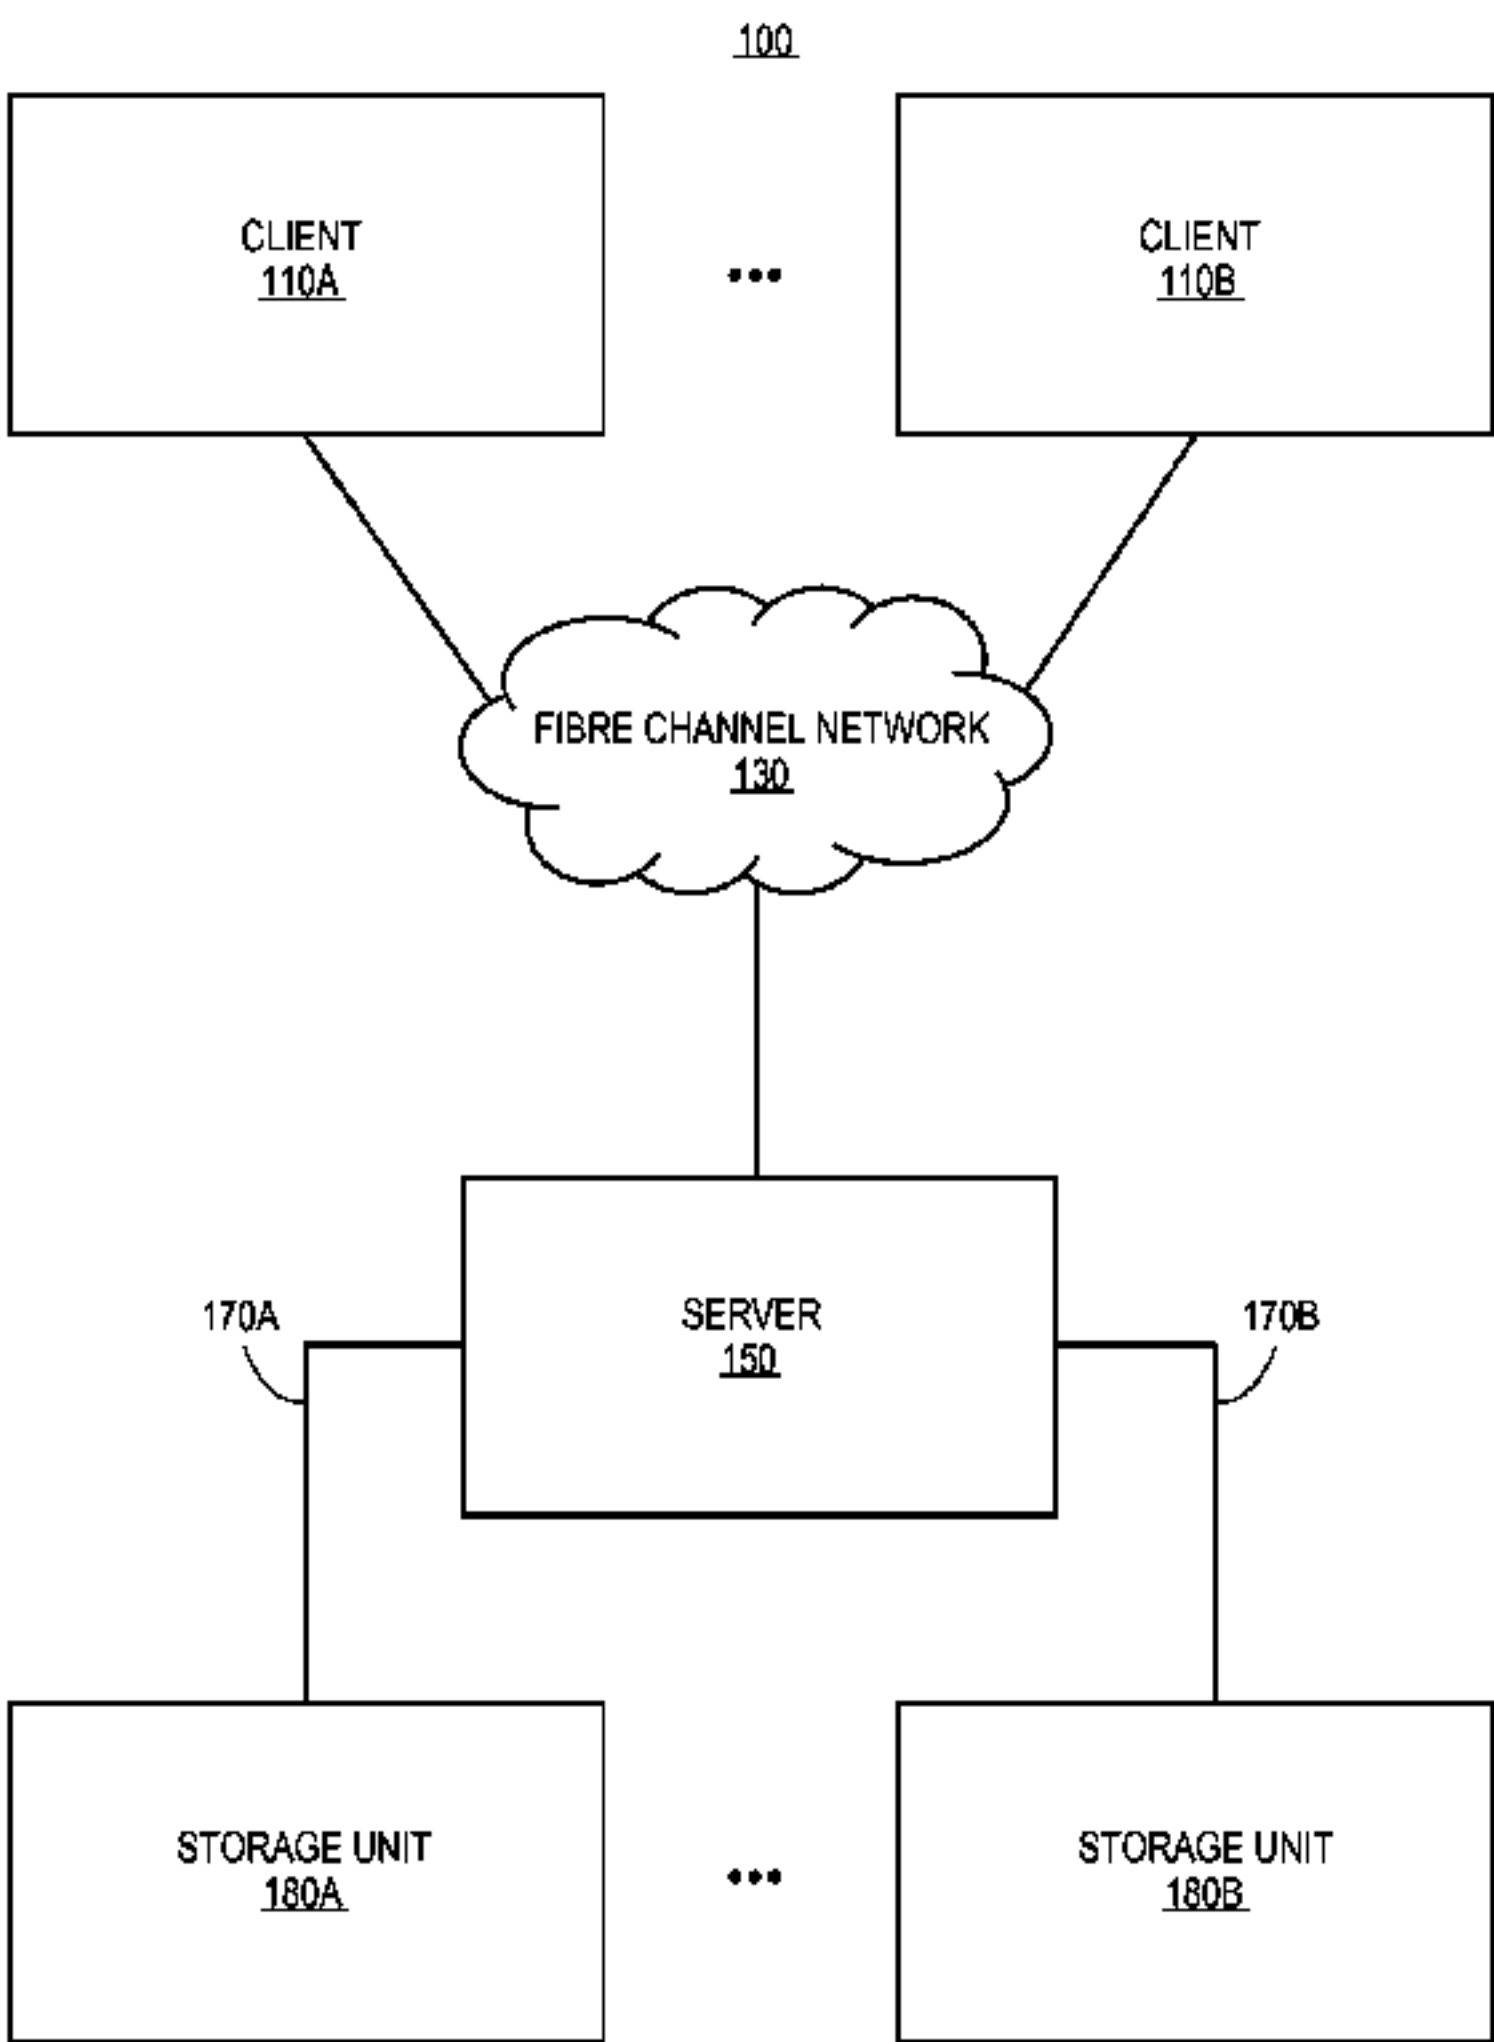 100
CLIENT
110A
...
CLIENT
110B
FIBRE CHANNEL NETWORK
130
170A
SERVER
150
170B
STORAGE UNIT
180A
...
STORAGE UNIT
180B